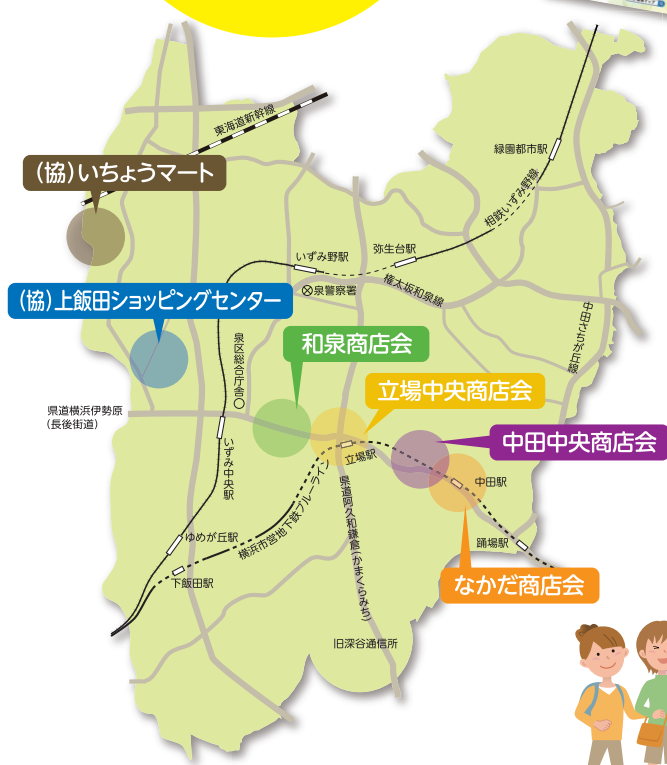 東海道新幹線
緑園都市駅
(協)いちょうマート
相鉄いずみ野線
いずみ野駅
弥生台駅
泉警察署
権太坂和泉線
(協)上飯田ショッピングセンター
中田さちが丘線
泉区総合庁舎
和泉商店会
立場中央商店会
県道横浜伊勢原
(長後街道)
中田中央商店会
いずみ中央駅
立場駅
中田駅
横浜市営地下鉄ブルーライン
県道阿久和鎌倉(かまくらみち)
ゆめが丘駅
踊場駅
下飯田駅
なかだ商店会
旧深谷通信所